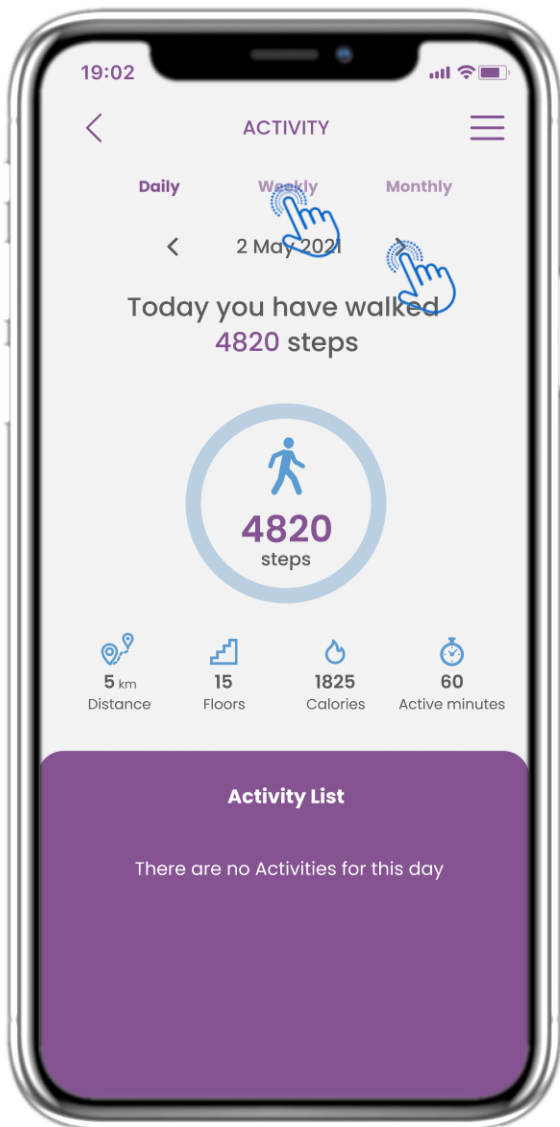 19:02
ACTIVITY
Daily Weekly Monthly
2 May 2021
Today you have walked
4820 steps
4820
steps
5 km 15 1825 60
Distance Floors Calories Active minutes
Activity List
There are no Activities for this day